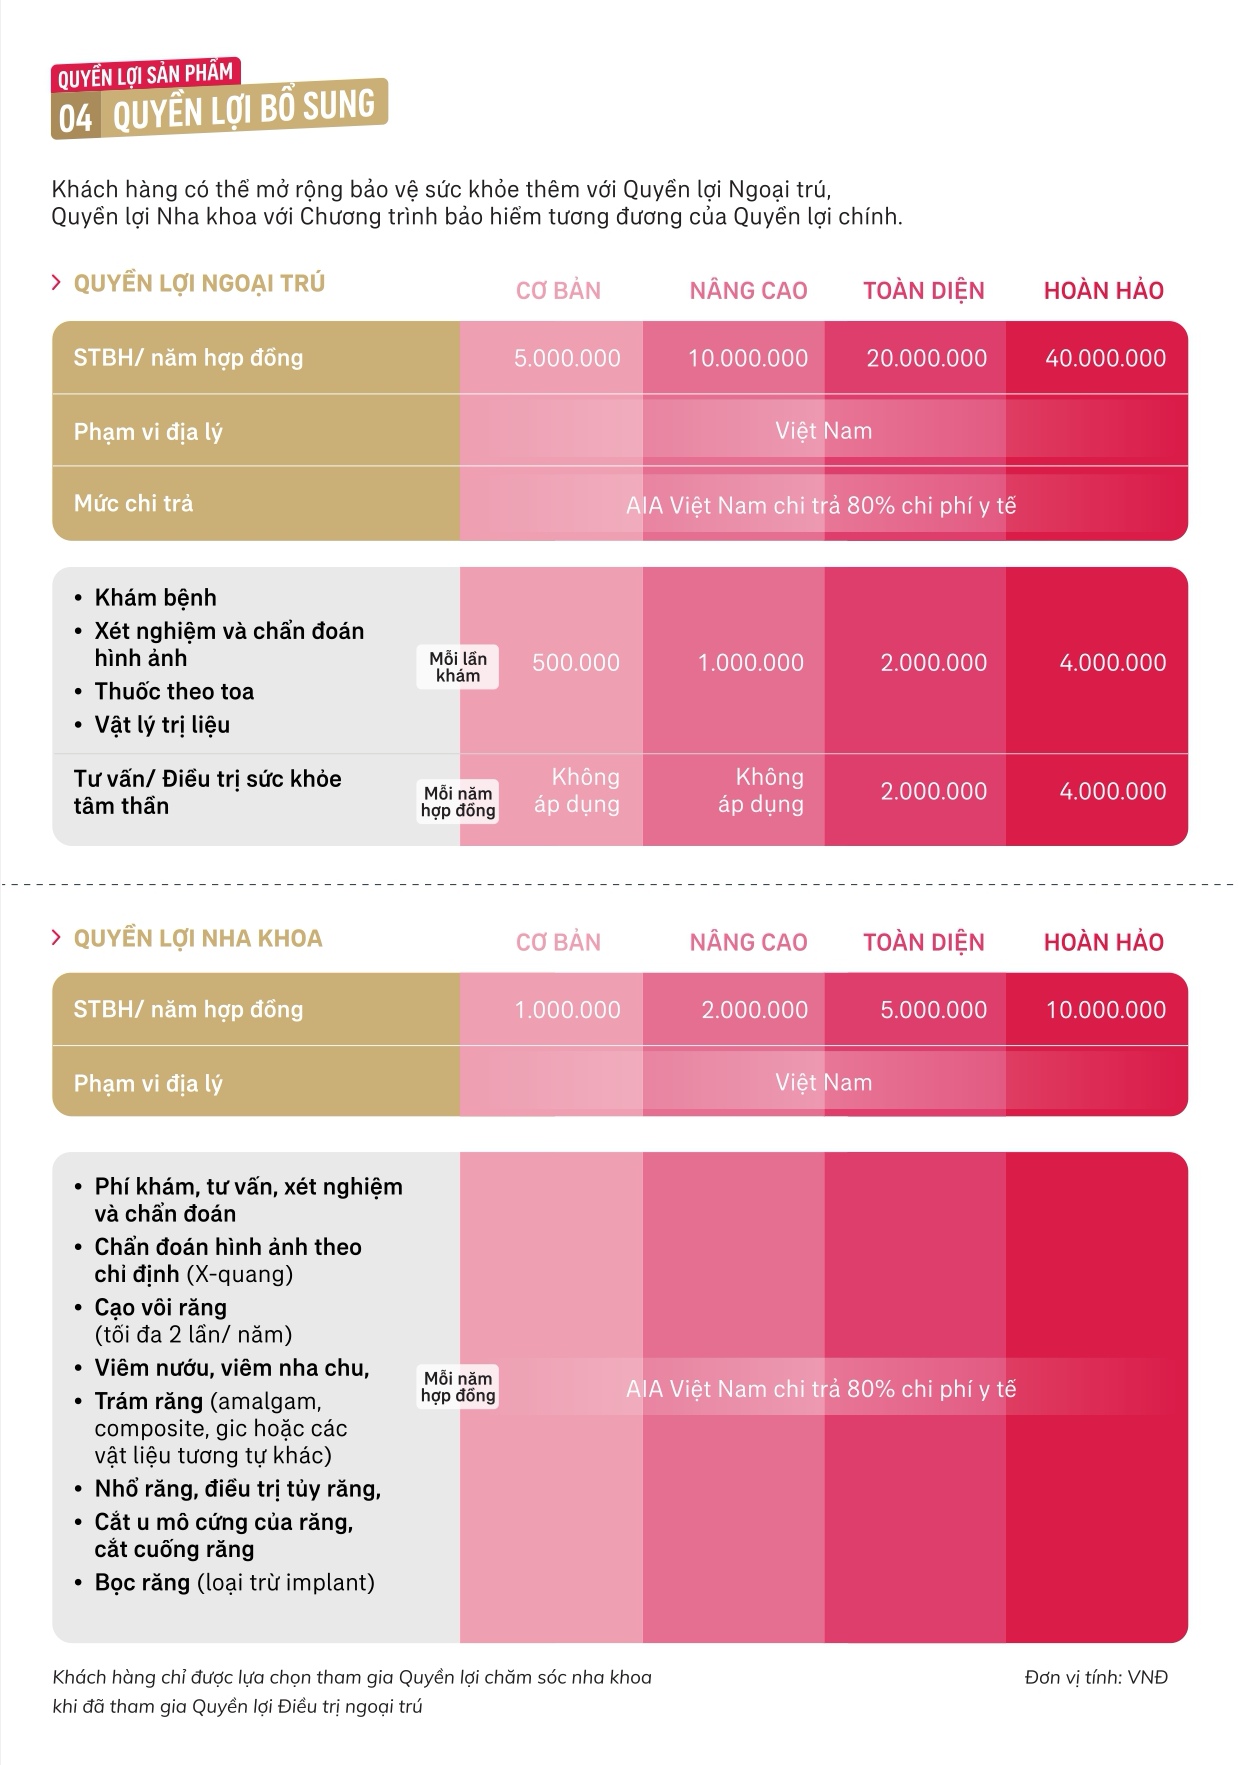 QUYỀN LỢI SẢN PHẨM
04 QUYỀN LỢI BỔ SUNG
Khách hàng có thể mở rộng bảo vệ sức khỏe thêm với Quyền lợi Ngoại trú,
Quyền lợi Nha khoa với Chương trình bảo hiểm tương đương của Quyền lợi chính.
> QUYỀN LỢI NGOẠI TRÚ CƠ BẢN NÂNG CAO TOÀN DIỆN HOÀN HẢO
STBH/ năm hợp đồng 5.000.000 10.000.000 20.000.000 40.000.000
Phạm vi địa lý Việt Nam
Mức chi trả AIA Việt Nam chi trả 80% chi phí y tế
• Khám bệnh
• Xét nghiệm và chẩn đoán
hình ảnh
• Thuốc theo toa
• Vật lý trị liệu
Mỗi lần
khám
500.000 1.000.000 2.000.000 4.000.000
Tư vấn/ Điều trị sức khỏe
tâm thần
Mỗi năm
hợp đồng
Không
áp dụng
Không
áp dụng
2.000.000 4.000.000
> QUYỀN LỢI NHA KHOA CƠ BẢN NÂNG CAO TOÀN DIỆN HOÀN HẢO
STBH/ năm hợp đồng 1.000.000 2.000.000 5.000.000 10.000.000
Phạm vi địa lý Việt Nam
• Phí khám, tư vấn, xét nghiệm
và chẩn đoán
• Chẩn đoán hình ảnh theo
chỉ định (X-quang)
• Cạo vôi răng
(tối đa 2 lần/ năm)
• Viêm nướu, viêm nha chu,
• Trám răng (amalgam,
composite, gic hoặc các
vật liệu tương tự khác)
• Nhổ răng, điều trị tủy răng,
• Cắt u mô cứng của răng,
cắt cuống răng
• Bọc răng (loại trừ implant)
Mỗi năm
hợp đồng
AIA Việt Nam chi trả 80% chi phí y tế
Khách hàng chỉ được lựa chọn tham gia Quyền lợi chăm sóc nha khoa
khi đã tham gia Quyền lợi Điều trị ngoại trú
Đơn vị tính: VNĐ